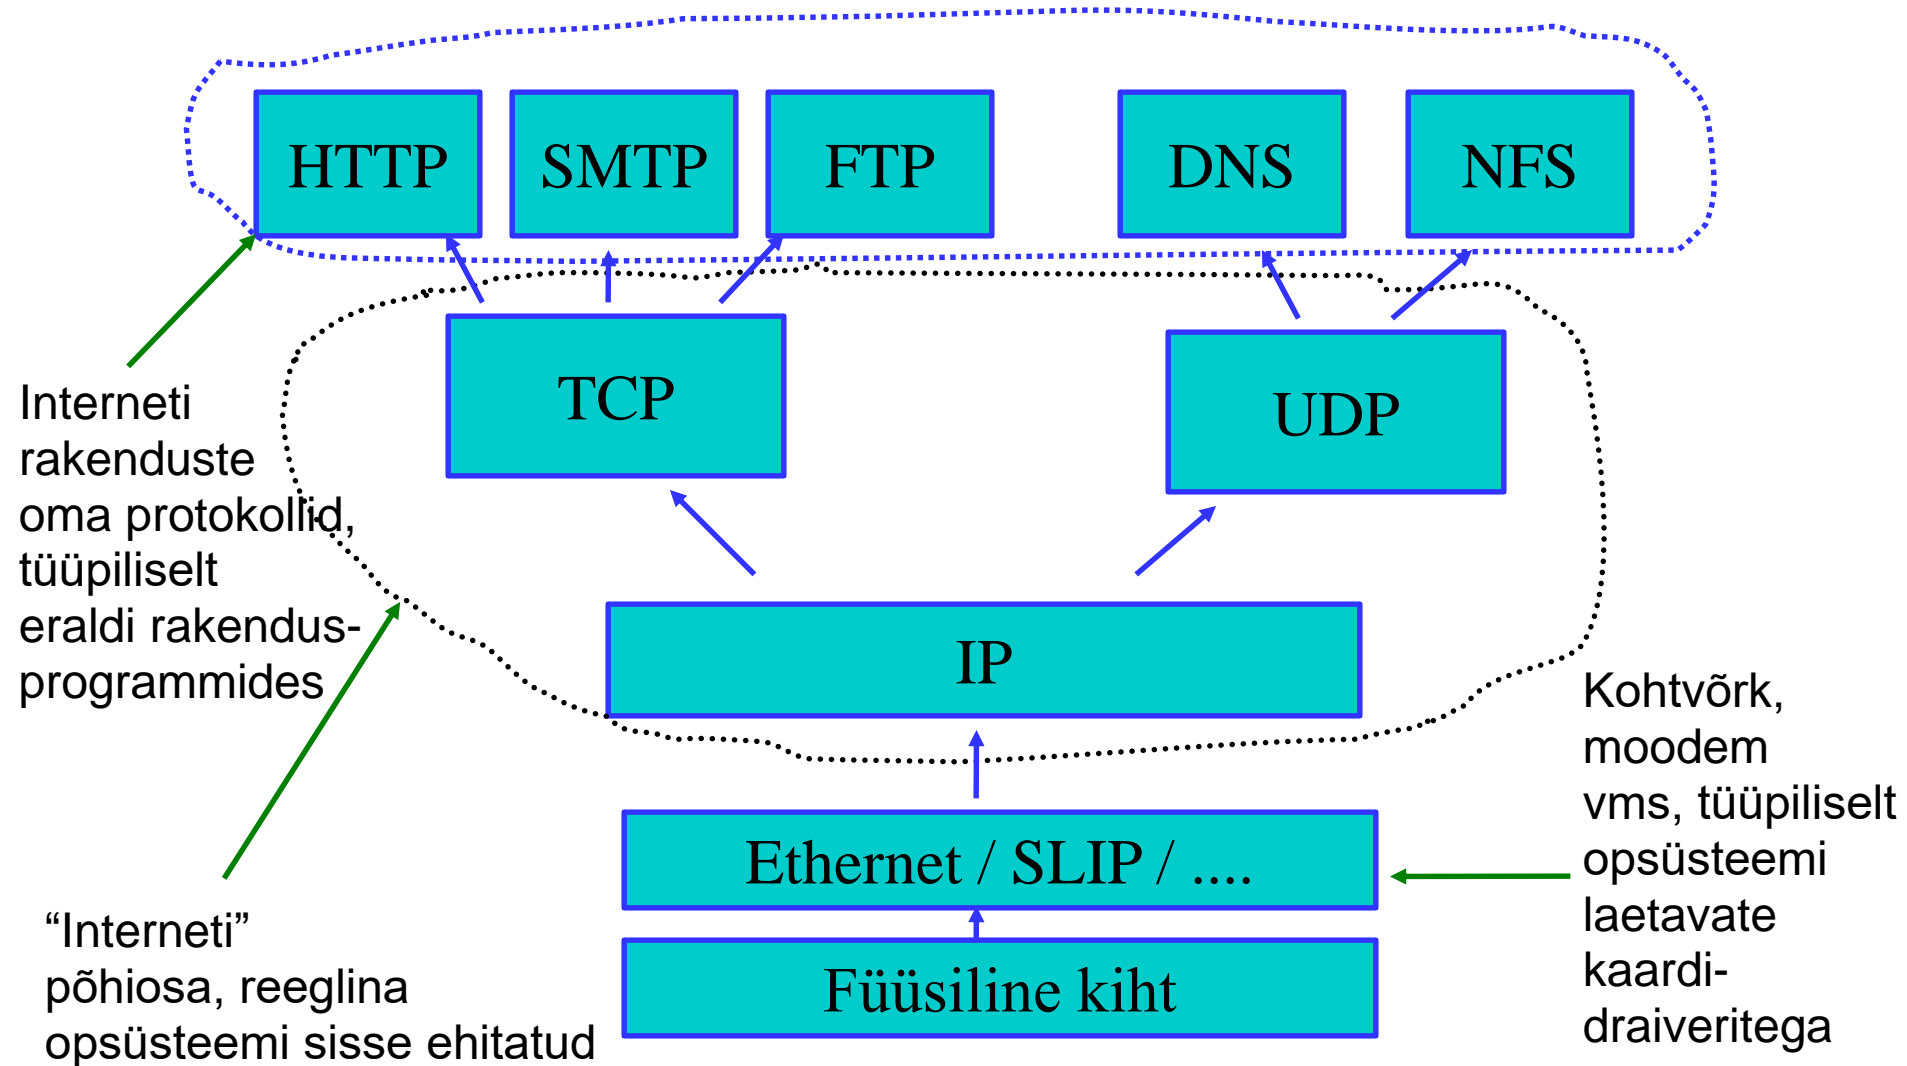 HTTP SMTP FTP DNS NFS
TCP
UDP
IP
Ethernet / SLIP / ....
Füüsiline kiht
Interneti
rakenduste
oma protokollid,
tüüpiliselt
eraldi rakendus-
programmides
“Interneti”
põhiosa, reeglina
opsüsteemi sisse ehitatud
Kohtvõrk,
moodem
vms, tüüpiliselt
opsüsteemi
laetavate
kaardi-
draiveritega